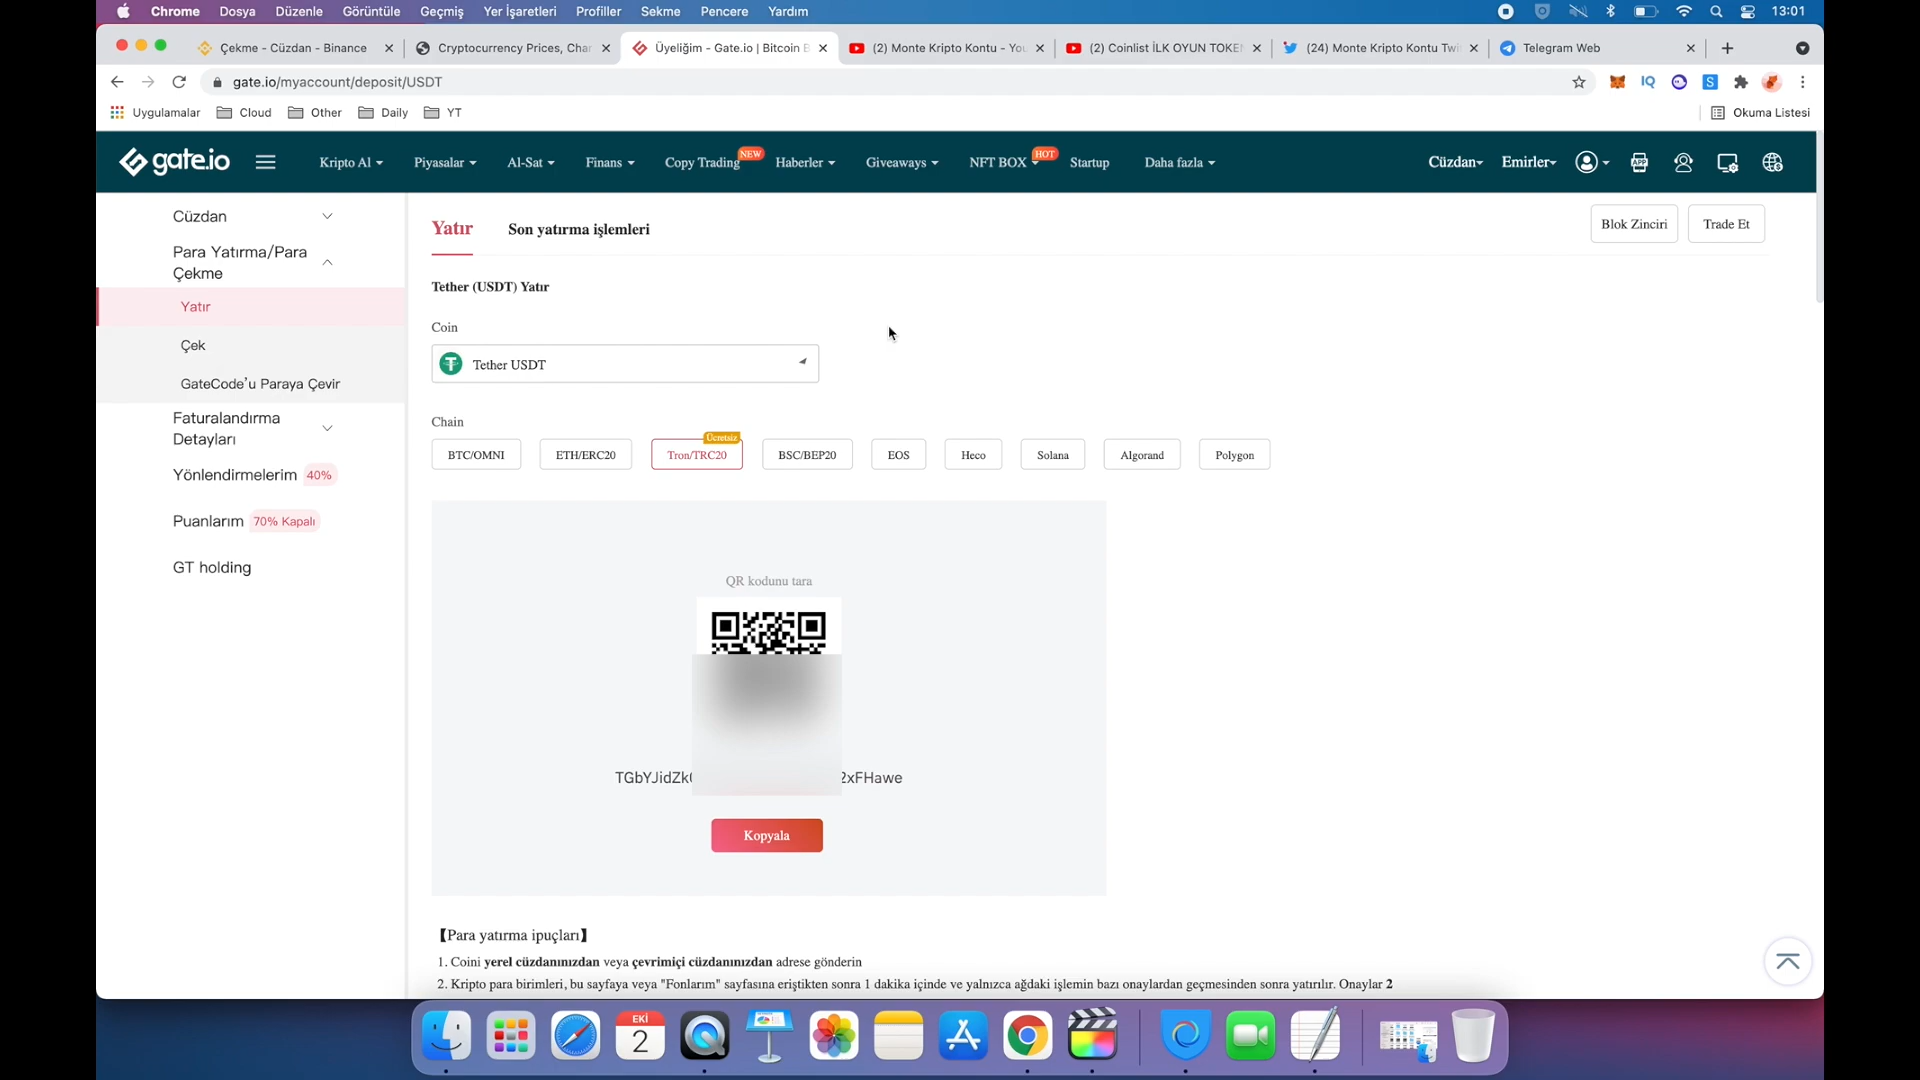 Chrome Dosya Düzenle Görüntüle Geçmiş Yer İşaretleri Profiller Sekme Pencere Yardım 13:01
Çekme - Cüzdan - Binance Cryptocurrency Prices, Char Üyeliğim - Gate.io | Bitcoin B (2) Monte Kripto Kontu - You (2) Coinlist İLK OYUN TOKE (24) Monte Kripto Kontu Twi Telegram Web
gate.io/myaccount/deposit/USDT IQ S
Uygulamalar Cloud Other Daily YT Okuma Listesi
gate.io Kripto Al Piyasalar Al-Sat Finans Copy Trading NEW Haberler Giveaways NFT BOX HOT Startup Daha fazla Cüzdan Emirler APP
Cüzdan
Para Yatırma/Para
Çekme
Yatır
Çek
GateCode'u Paraya Çevir
Faturalandırma
Detayları
Yönlendirmelerim 40%
Puanlarım 70% Kapalı
GT holding
Yatır Son yatırma işlemleri Blok Zinciri Trade Et
Tether (USDT) Yatır
Coin
Tether USDT
Chain
Ücretsiz
BTC/OMNI ETH/ERC20 Tron/TRC20 BSC/BEP20 EOS Heco Solana Algorand Polygon
QR kodunu tara
TGbYJidZk 2xFHawe
Kopyala
【Para yatırma ipuçları】
1. Coini yerel cüzdanınızdan veya çevrimiçi cüzdanınızdan adrese gönderin
2. Kripto para birimleri, bu sayfaya veya "Fonlarım" sayfasına eriştikten sonra 1 dakika içinde ve yalnızca ağdaki işlemin bazı onaylardan geçmesinden sonra yatırılır. Onaylar 2
EKİ
2